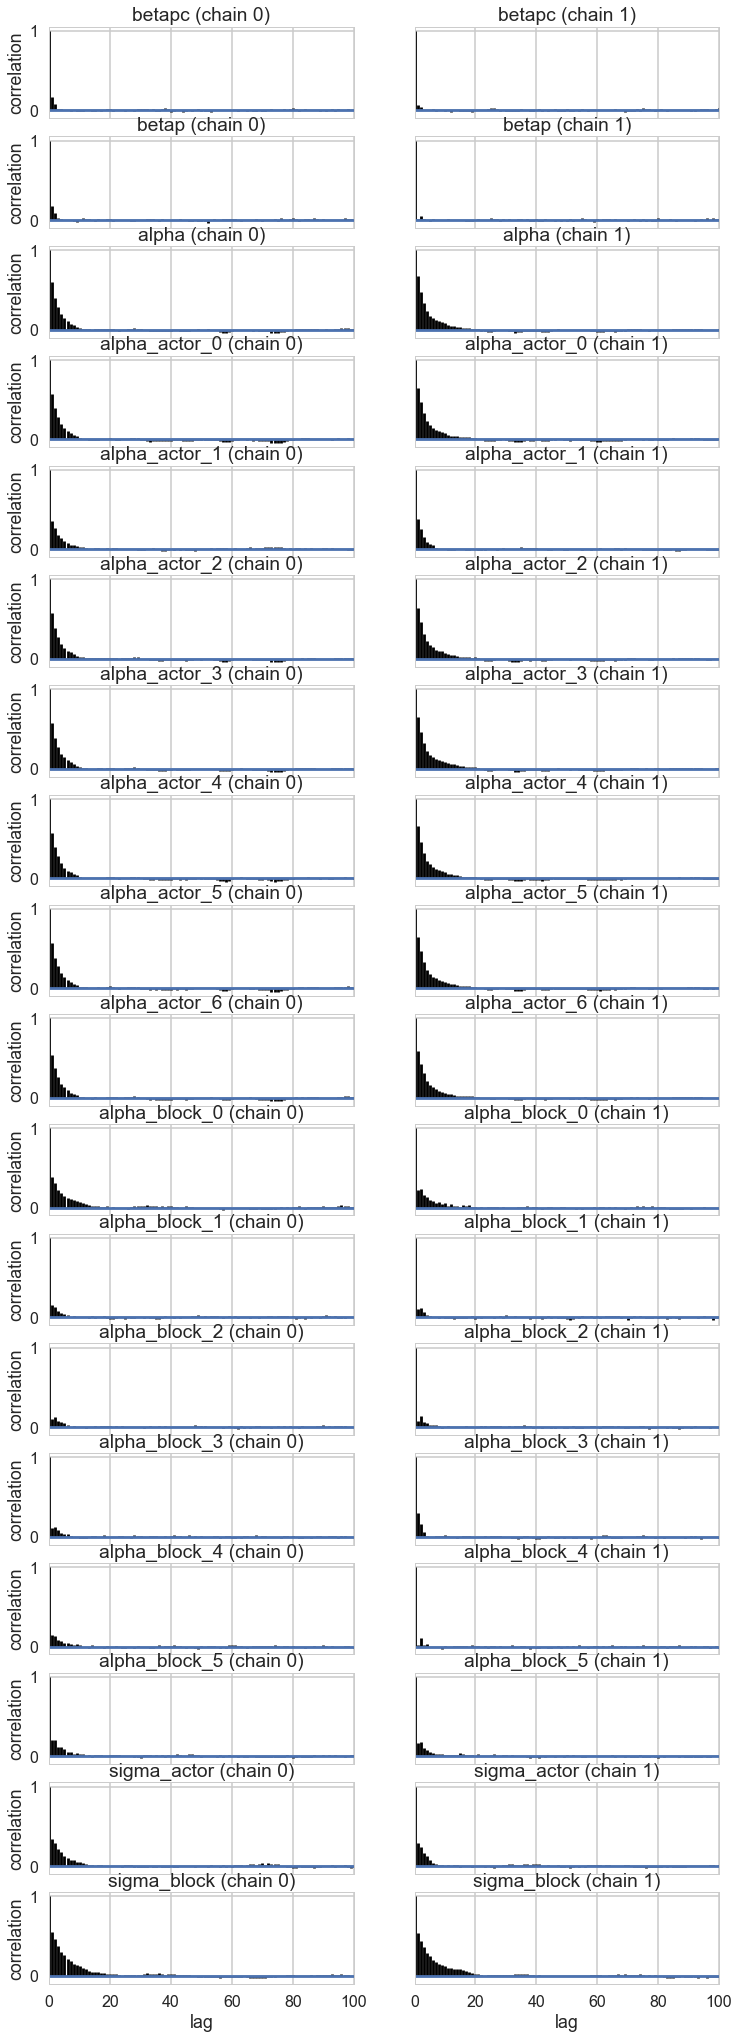 betapc (chain 0) betapc (chain 1)
1
correlation
0
betap (chain 0) betap (chain 1)
1
correlation
0
alpha (chain 0) alpha (chain 1)
1
correlation
0
alpha_actor_0 (chain 0) alpha_actor_0 (chain 1)
1
correlation
0
alpha_actor_1 (chain 0) alpha_actor_1 (chain 1)
1
correlation
0
alpha_actor_2 (chain 0) alpha_actor_2 (chain 1)
1
correlation
0
alpha_actor_3 (chain 0) alpha_actor_3 (chain 1)
1
correlation
0
alpha_actor_4 (chain 0) alpha_actor_4 (chain 1)
1
correlation
0
alpha_actor_5 (chain 0) alpha_actor_5 (chain 1)
1
correlation
0
alpha_actor_6 (chain 0) alpha_actor_6 (chain 1)
1
correlation
0
alpha_block_0 (chain 0) alpha_block_0 (chain 1)
1
correlation
0
alpha_block_1 (chain 0) alpha_block_1 (chain 1)
1
correlation
0
alpha_block_2 (chain 0) alpha_block_2 (chain 1)
1
correlation
0
alpha_block_3 (chain 0) alpha_block_3 (chain 1)
1
correlation
0
alpha_block_4 (chain 0) alpha_block_4 (chain 1)
1
correlation
0
alpha_block_5 (chain 0) alpha_block_5 (chain 1)
1
correlation
0
sigma_actor (chain 0) sigma_actor (chain 1)
1
correlation
0
sigma_block (chain 0) sigma_block (chain 1)
1
correlation
0
0 20 40 60 80 100 0 20 40 60 80 100
lag lag